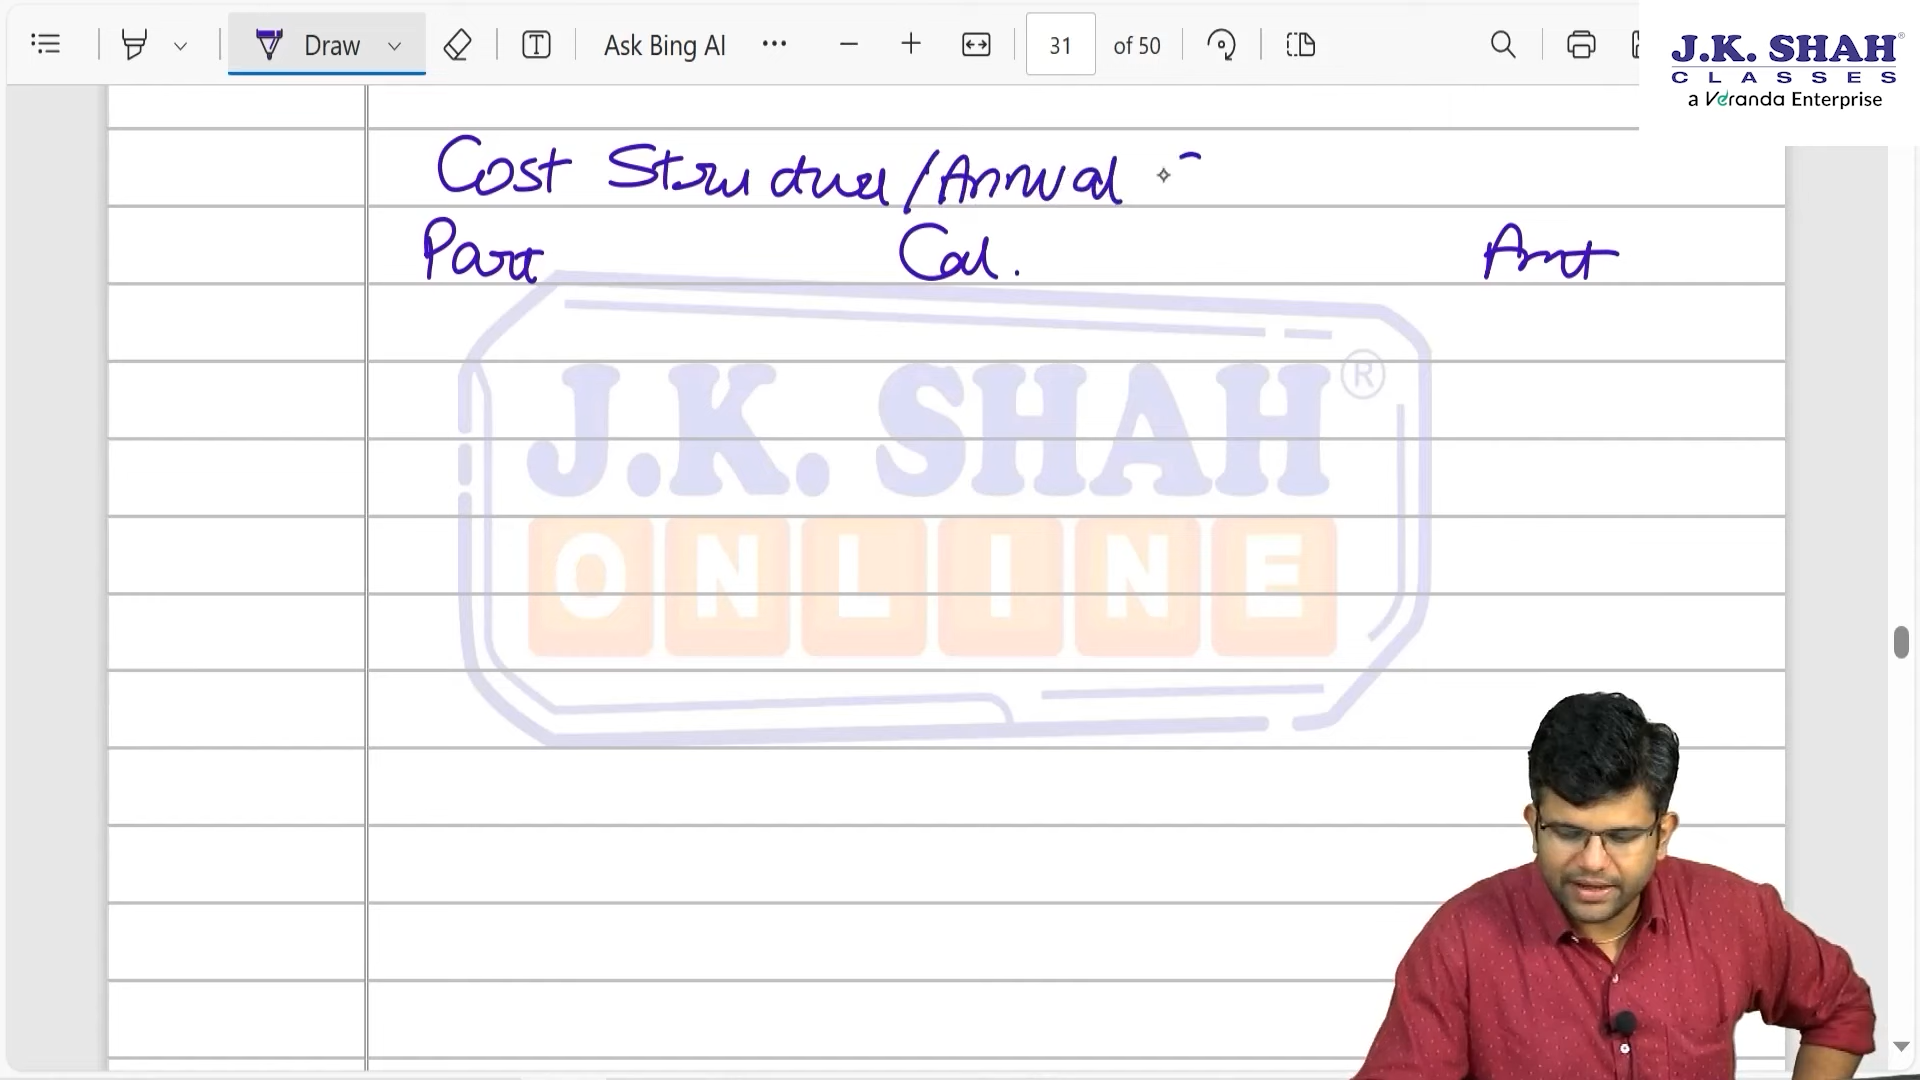 Draw
Ask Bing AI
31 of 50
J.K. SHAH®
CLASSES
a Veranda Enterprise
Cost Structure/Annual
Part Cal. Amt
J.K. SHAH®
ONLINE